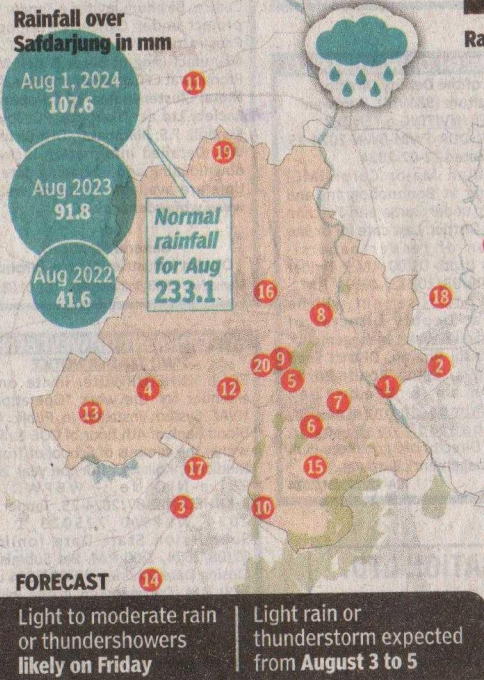 Rainfall over
Safdarjung in mm
Aug 1, 2024
107.6
Aug 2023
91.8
Aug 2022
41.6
Normal
rainfall
for Aug
233.1
Ra
11
19
16
18
8
9
20
2
5
1
4
12
7
13
6
17
15
3
10
14
FORECAST
Light to moderate rain
or thundershowers
likely on Friday
Light rain or
thunderstorm expected
from August 3 to 5